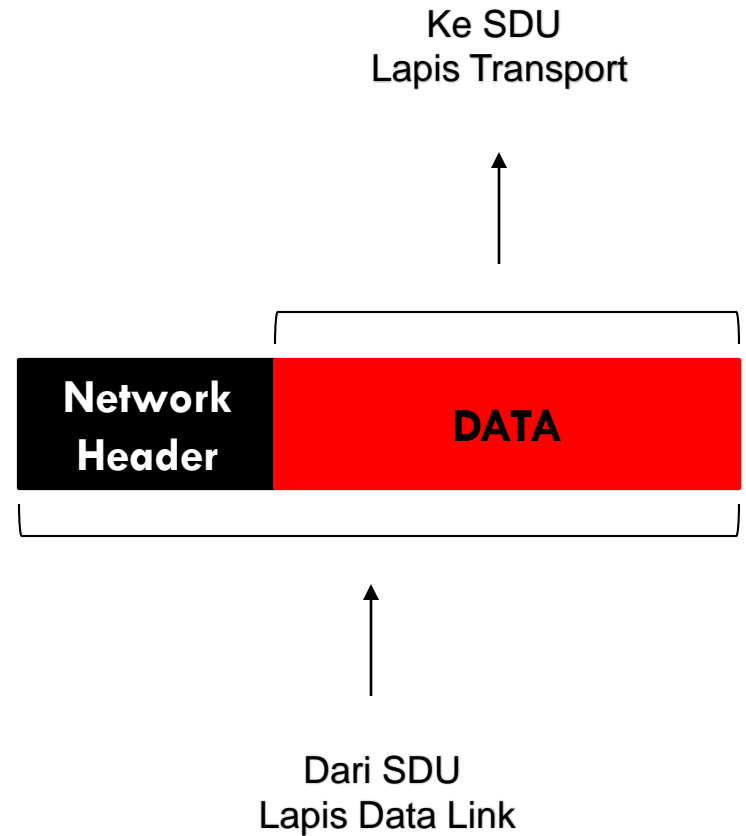 Ke SDU
Lapis Transport
Network
Header
DATA
Dari SDU
Lapis Data Link